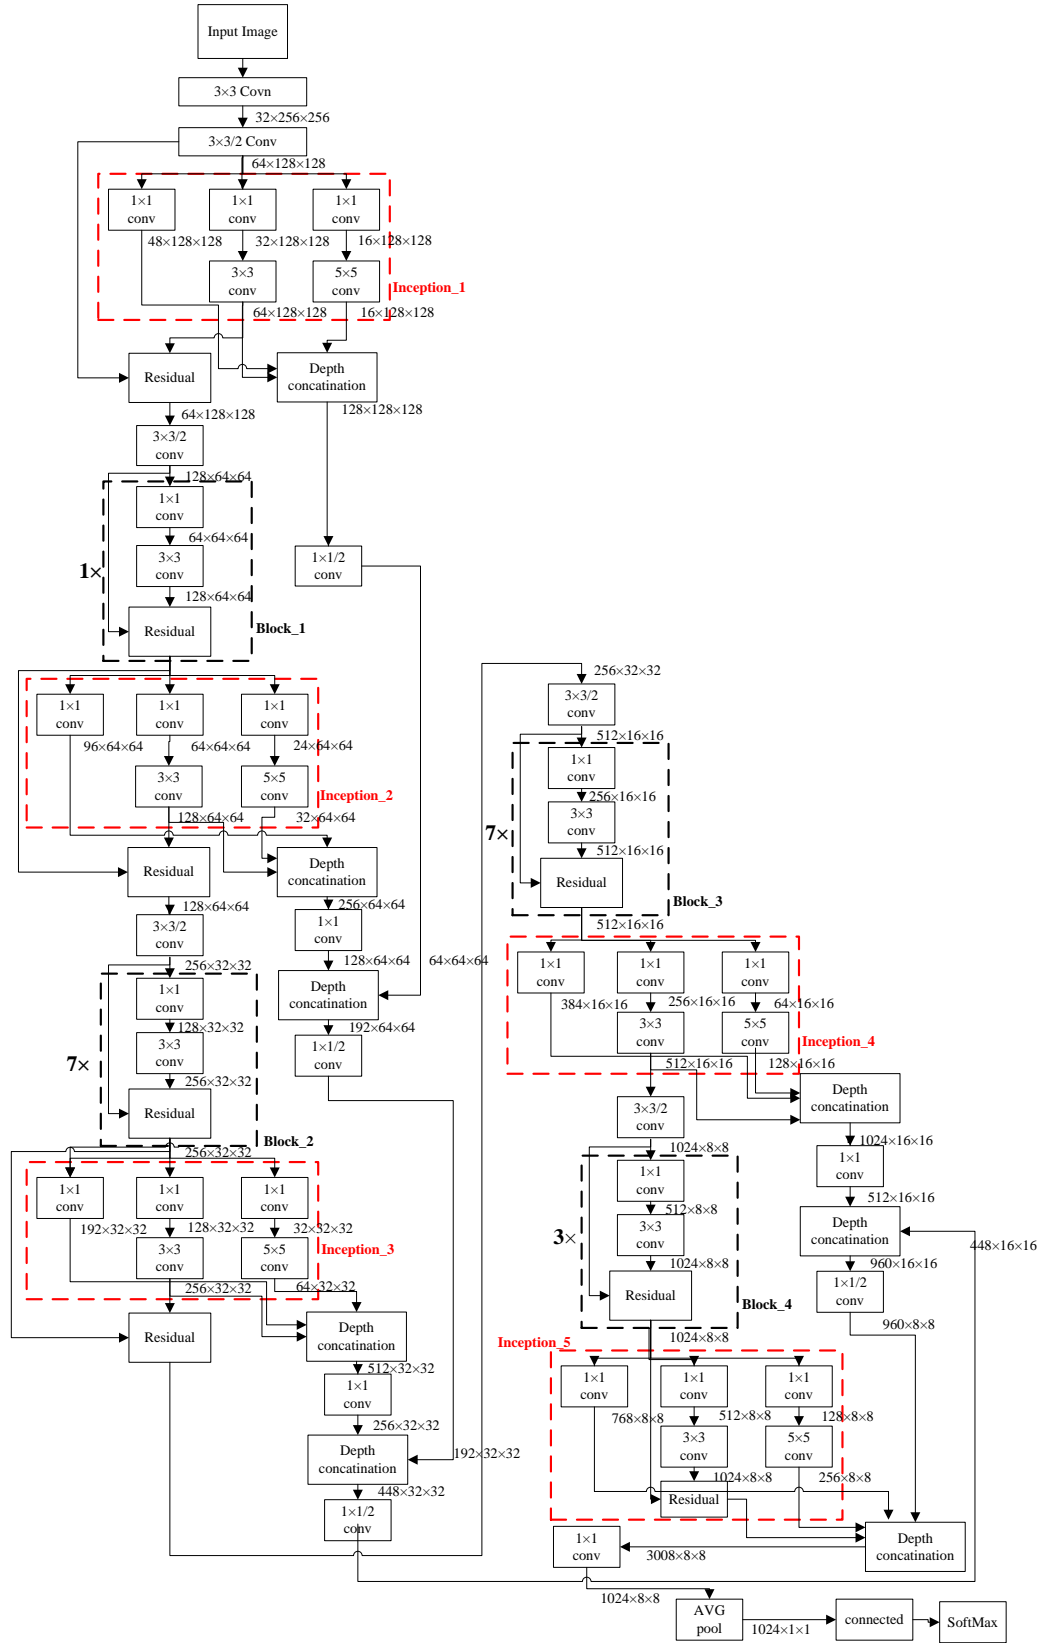 Input Image
3×3 Covn
32×256×256
3×3/2 Conv
64×128×128
1×1
conv
1×1
conv
1×1
conv
48×128×128
32×128×128
16×128×128
3×3
conv
5×5
conv
Inception_1
64×128×128
16×128×128
Residual
Depth
concatination
64×128×128
128×128×128
3×3/2
conv
128×64×64
1×1
conv
64×64×64
3×3
conv
1×1/2
conv
1×
128×64×64
Residual
Block_1
1×1
conv
1×1
conv
1×1
conv
96×64×64
64×64×64
24×64×64
3×3
conv
5×5
conv
Inception_2
128×64×64
32×64×64
Residual
Depth
concatination
128×64×64
256×64×64
3×3/2
conv
1×1
conv
256×32×32
128×64×64
64×64×64
1×1
conv
Depth
concatination
128×32×32
192×64×64
3×3
conv
1×1/2
conv
7×
256×32×32
Residual
Block_2
256×32×32
1×1
conv
1×1
conv
1×1
conv
192×32×32
128×32×32
32×32×32
3×3
conv
5×5
conv
Inception_3
256×32×32
64×32×32
Residual
Depth
concatination
512×32×32
1×1
conv
256×32×32
Depth
concatination
192×32×32
448×32×32
1×1/2
conv
256×32×32
3×3/2
conv
512×16×16
1×1
conv
256×16×16
3×3
conv
7×
512×16×16
Residual
Block_3
512×16×16
1×1
conv
1×1
conv
1×1
conv
384×16×16
256×16×16
64×16×16
3×3
conv
5×5
conv
Inception_4
512×16×16
128×16×16
Depth
concatination
3×3/2
conv
1024×16×16
1024×8×8
1×1
conv
1×1
conv
512×8×8
512×16×16
3×3
conv
Depth
concatination
3×
448×16×16
1024×8×8
960×16×16
Residual
1×1/2
conv
Block_4
960×8×8
1024×8×8
Inception_5
1×1
conv
1×1
conv
1×1
conv
768×8×8
512×8×8
128×8×8
3×3
conv
5×5
conv
1024×8×8
256×8×8
Residual
Depth
concatination
1×1
conv
3008×8×8
1024×8×8
AVG
pool
1024×1×1
connected
SoftMax